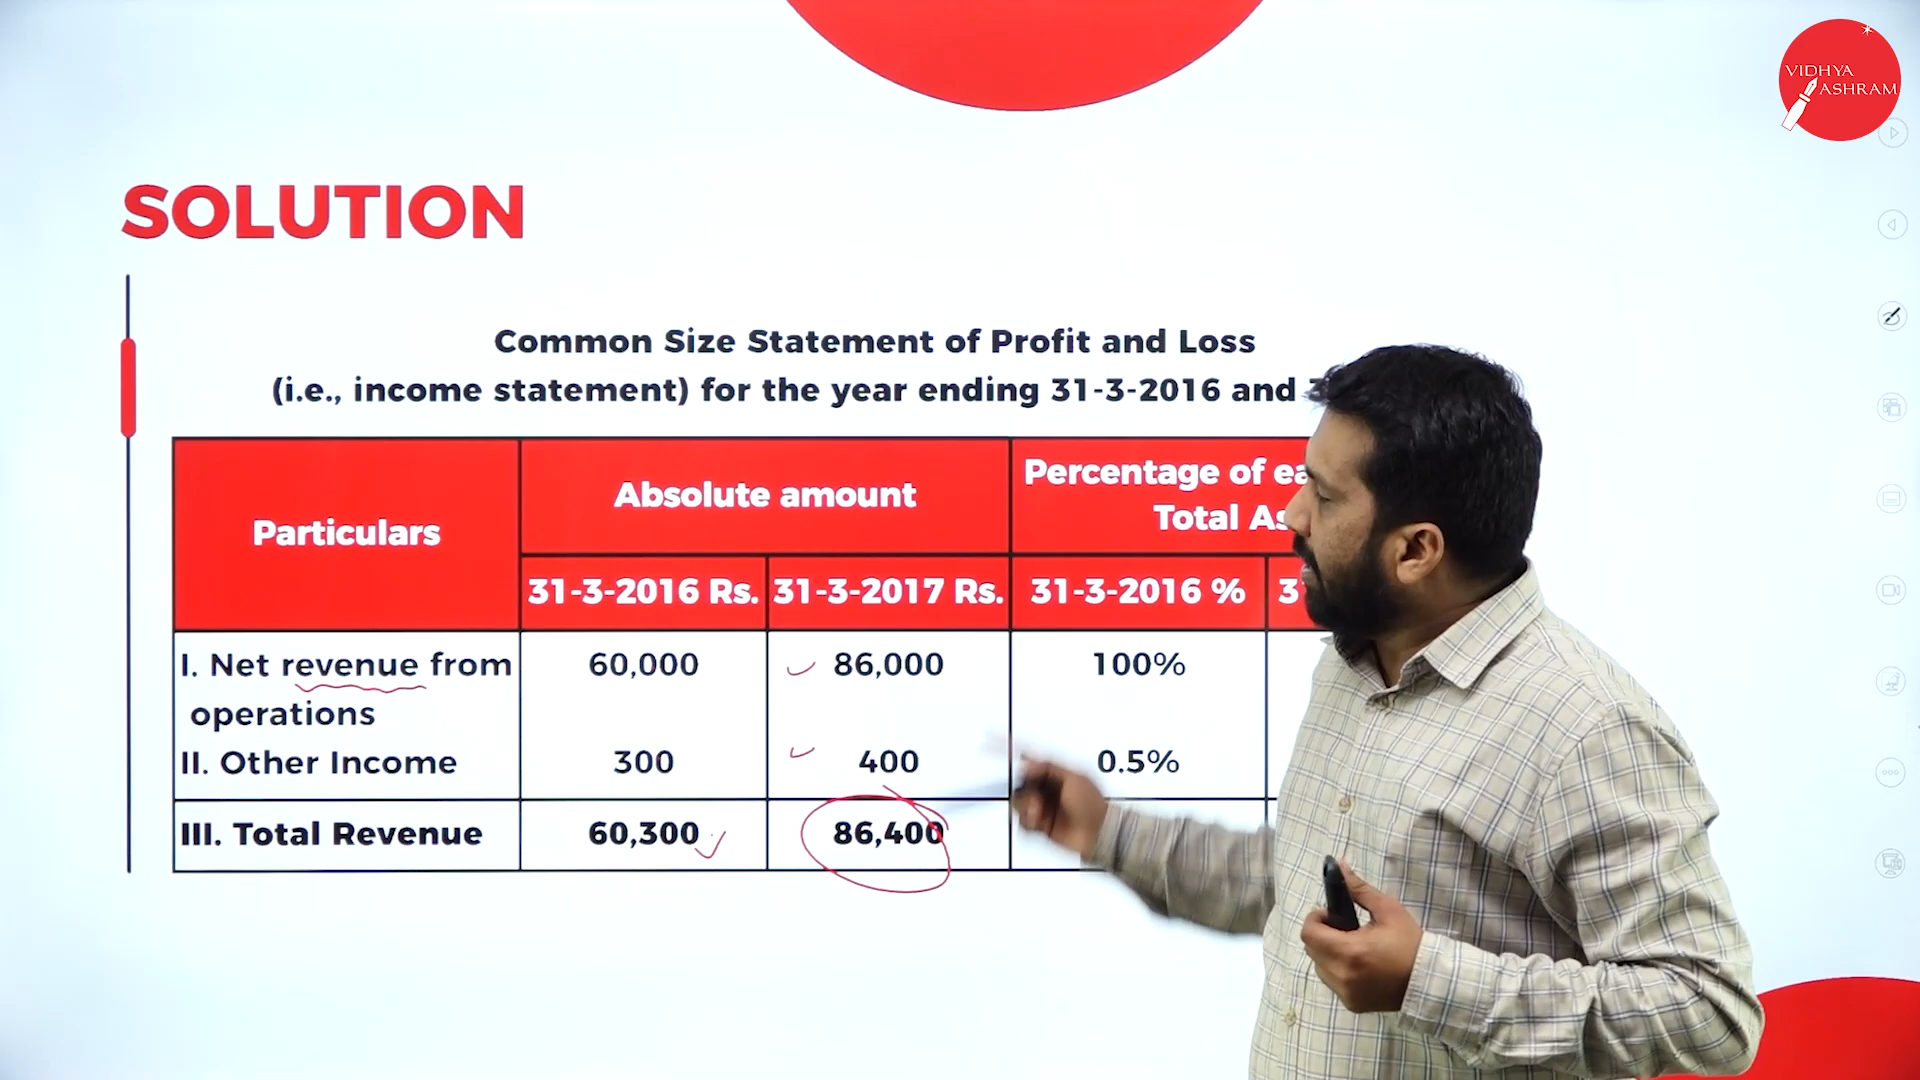 VIDHYA
ASHRAM
SOLUTION
Common Size Statement of Profit and Loss
(i.e., income statement) for the year ending 31-3-2016 and
Particulars
Absolute amount
Percentage of
Total
31-3-2016 Rs.
31-3-2017 Rs.
31-3-2016 %
I. Net revenue from
operations
60,000
86,000
100%
II. Other Income
300
400
0.5%
III. Total Revenue
60,300
86,400